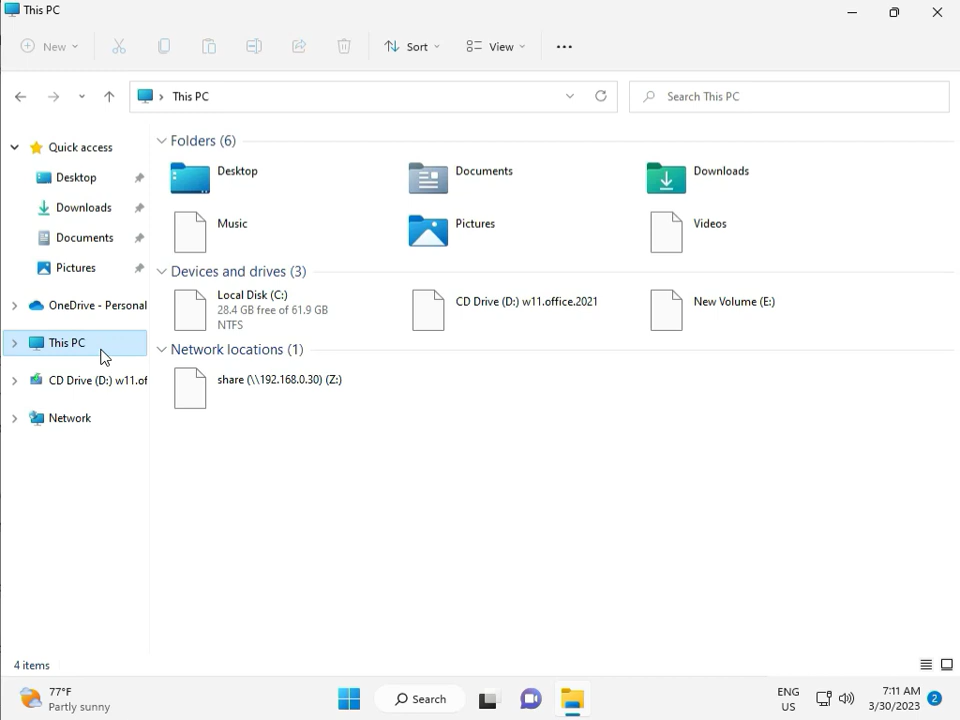 This PC
New
Sort
View
This PC
Search This PC
Quick access
Desktop
Downloads
Documents
Pictures
OneDrive - Personal
This PC
CD Drive (D:) w11.of
Network
Folders (6)
Desktop
Documents
Downloads
Music
Pictures
Videos
Devices and drives (3)
Local Disk (C:)
28.4 GB free of 61.9 GB
NTFS
CD Drive (D:) w11.office.2021
New Volume (E:)
Network locations (1)
share (\\192.168.0.30) (Z:)
4 items
77°F
Partly sunny
Search
ENG
US
7:11 AM
3/30/2023
2